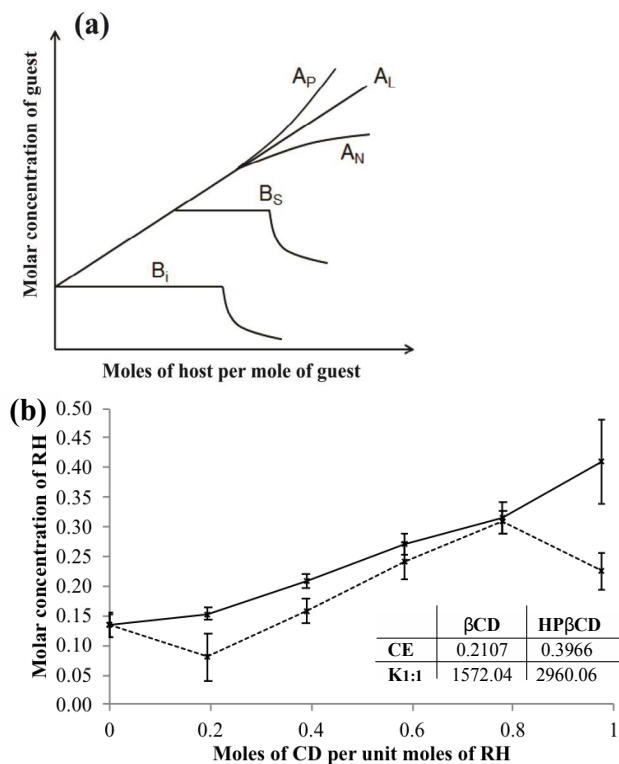 (a)
Molar concentration of guest
A_P
A_L
A_N
B_S
B_i
Moles of host per mole of guest
(b)
Molar concentration of RH
0.50
0.45
0.40
0.35
0.30
0.25
0.20
0.15
0.10
0.05
0.00
βCD HPβCD
CE 0.2107 0.3966
K1:1 1572.04 2960.06
0 0.2 0.4 0.6 0.8 1
Moles of CD per unit moles of RH